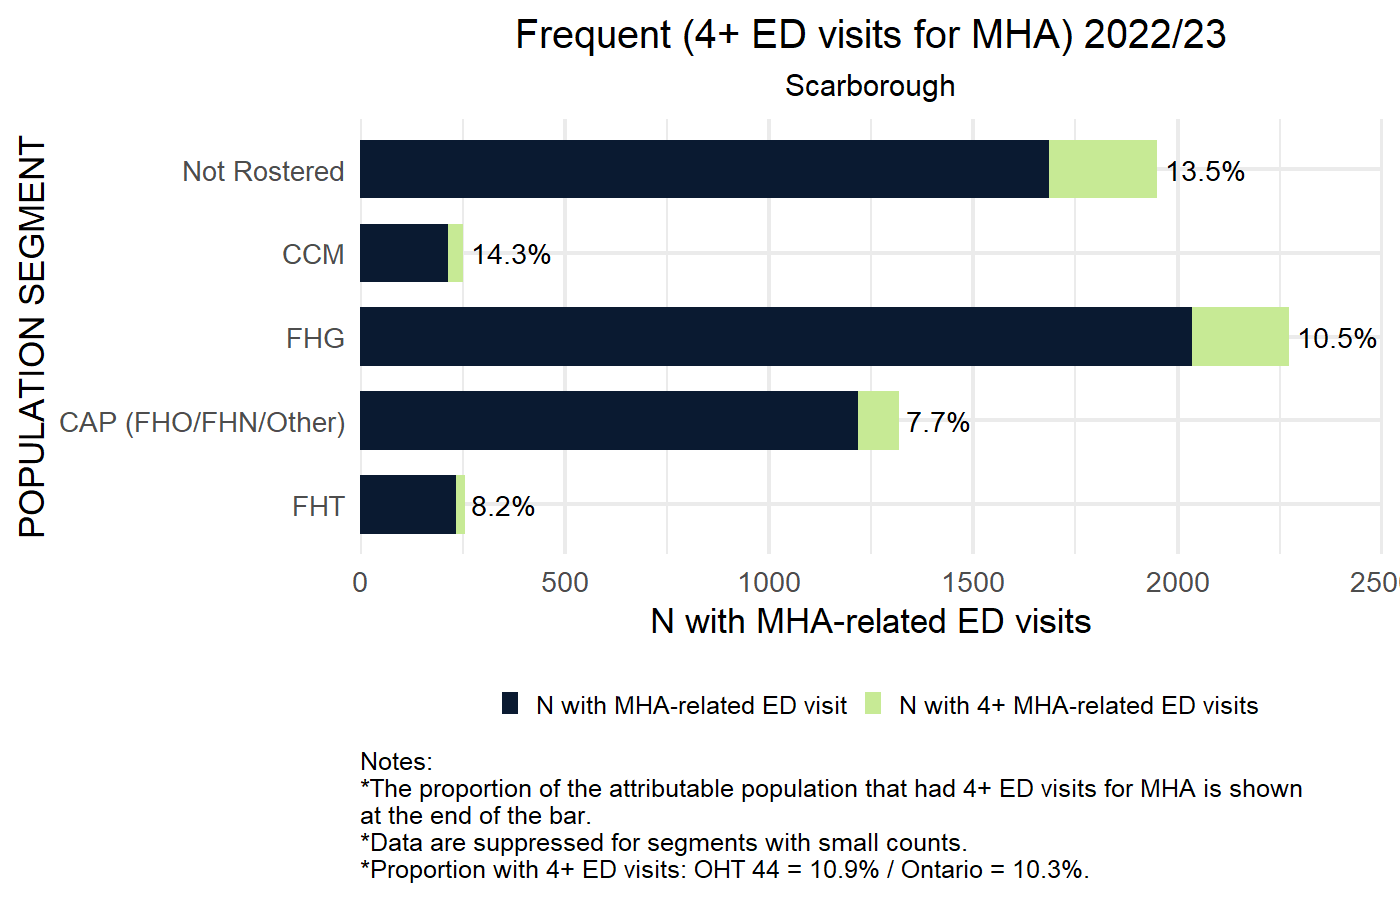 Frequent (4+ ED visits for MHA) 2022/23
Scarborough
POPULATION SEGMENT
Not Rostered
13.5%
CCM
14.3%
FHG
10.5%
CAP (FHO/FHN/Other)
7.7%
FHT
8.2%
0 500 1000 1500 2000 250
N with MHA-related ED visits
N with MHA-related ED visit N with 4+ MHA-related ED visits
Notes:
*The proportion of the attributable population that had 4+ ED visits for MHA is shown
at the end of the bar.
*Data are suppressed for segments with small counts.
*Proportion with 4+ ED visits: OHT 44 = 10.9% / Ontario = 10.3%.